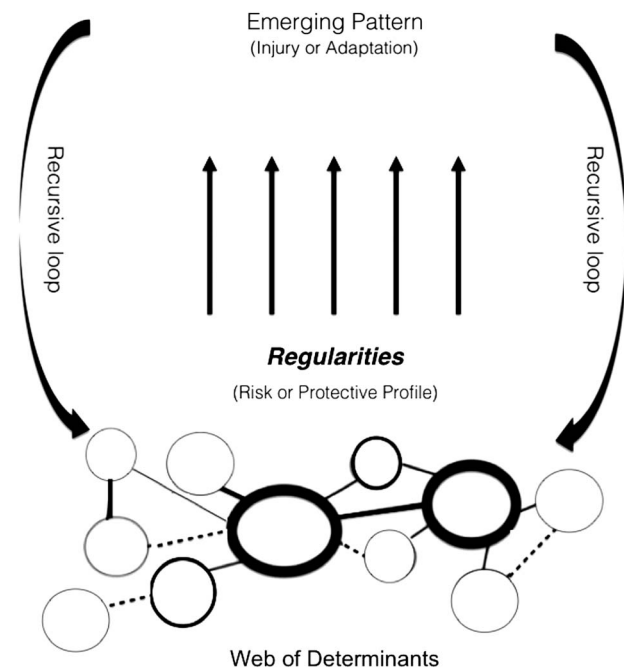 Emerging Pattern
(Injury or Adaptation)
Recursive loop
Recursive loop
Regularities
(Risk or Protective Profile)
Web of Determinants